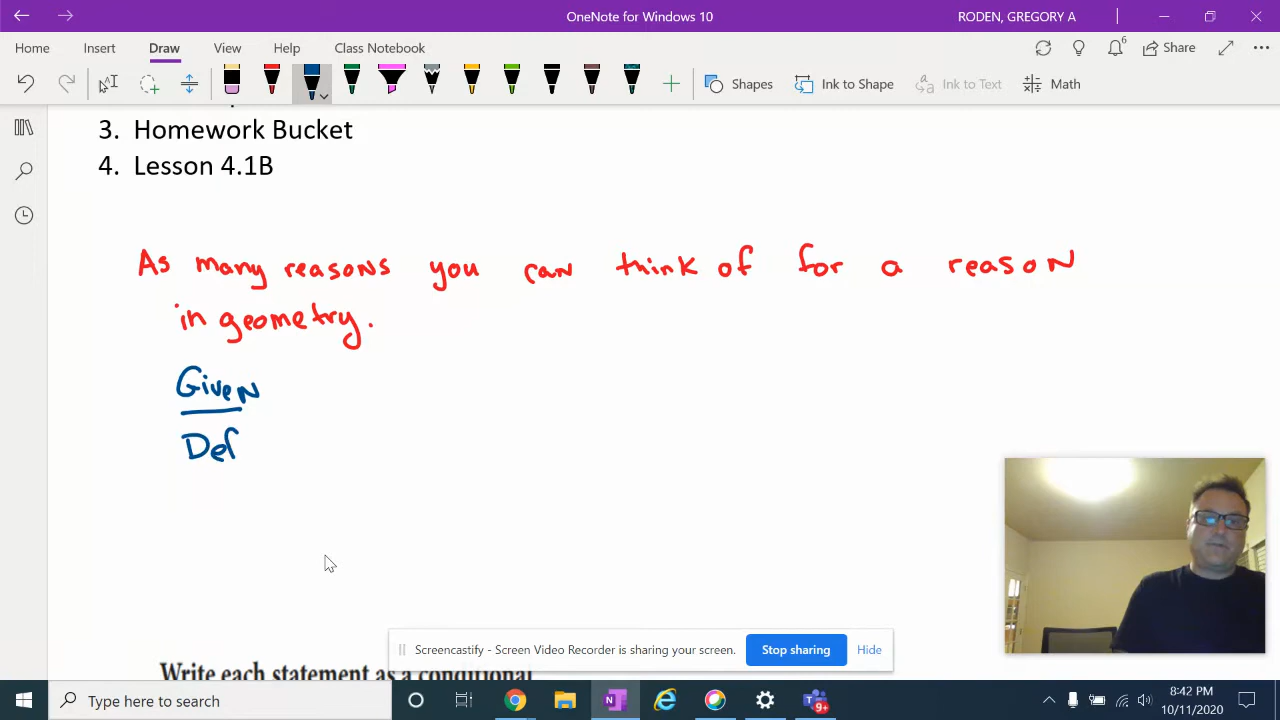 OneNote for Windows 10
RODEN, GREGORY A
Home Insert Draw View Help Class Notebook
6
Share
Shapes Ink to Shape Ink to Text Math
3. Homework Bucket
4. Lesson 4.1B
As many reasons you can think of for a reason
in geometry.
Given
Def
Screencastify - Screen Video Recorder is sharing your screen. Stop sharing Hide
Write each statement as a conditional
Type here to search
9+
8:42 PM
10/11/2020